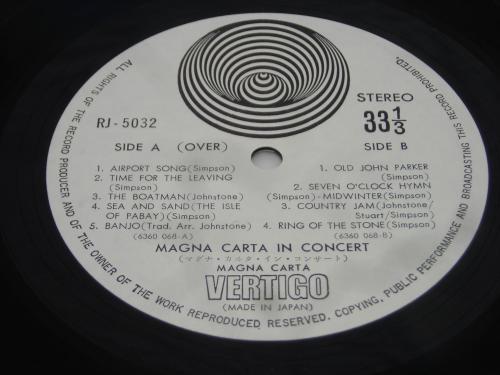 ALL RIGHTS OF THE RECORD PRODUCER AND OF THE OWNER OF THE WORK REPRODUCED RESERVED. COPYING, PUBLIC PERFORMANCE AND BROADCASTING THIS RECORD PROHIBITED.
STEREO
RJ-5032
33 1/3
SIDE A (OVER)
SIDE B
1. AIRPORT SONG(Simpson)
2. TIME FOR THE LEAVING
(Simpson)
3. THE BOATMAN(Johnstone)
4. SEA AND SAND(THE ISLE
OF PABAY)(Simpson)
5. BANJO(Trad. Arr. Johnstone)
(6360 068-A)
1. OLD JOHN PARKER
(Simpson)
2. SEVEN O'CLOCK HYMN
(Simpson)-MIDWINTER(Simpson)
3. COUNTRY JAM(Johnstone/
Stuart/Simpson)
4. RING OF THE STONE(Simpson)
(6360 068-B)
MAGNA CARTA IN CONCERT
(マグナ・カルタ・イン・コンサート)
MAGNA CARTA
VERTIGO
(MADE IN JAPAN)